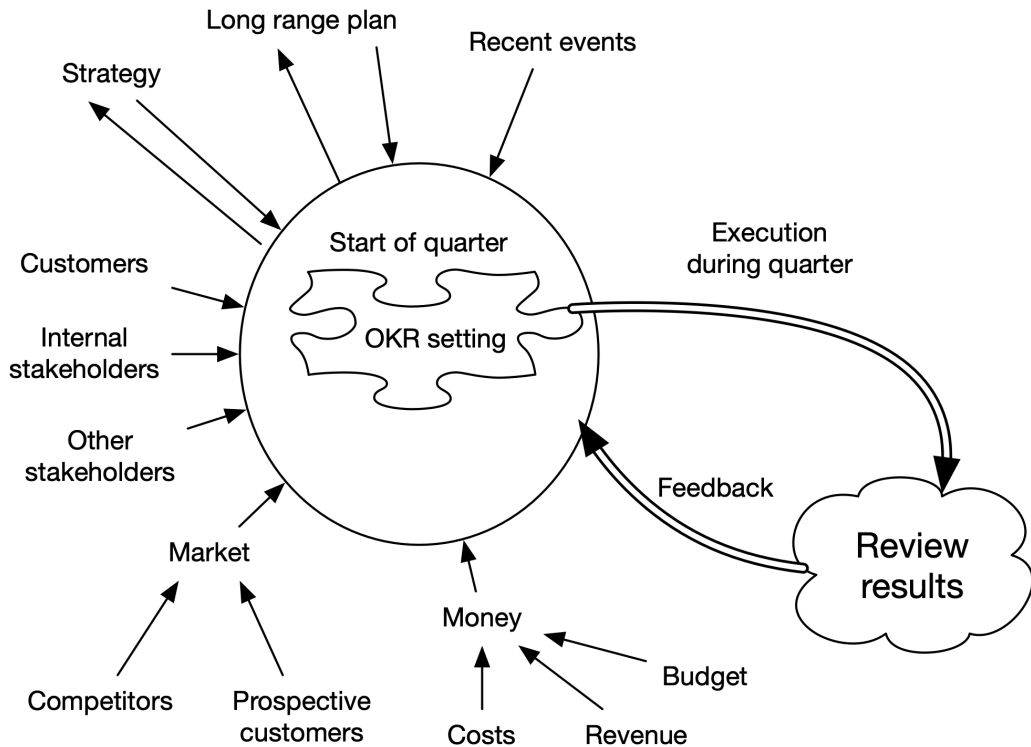 Long range plan
Recent events
Strategy
Start of quarter
Execution
during quarter
Customers
Internal
stakeholders
OKR setting
Other
stakeholders
Feedback
Market
Review
results
Money
Competitors
Prospective
customers
Costs
Revenue
Budget